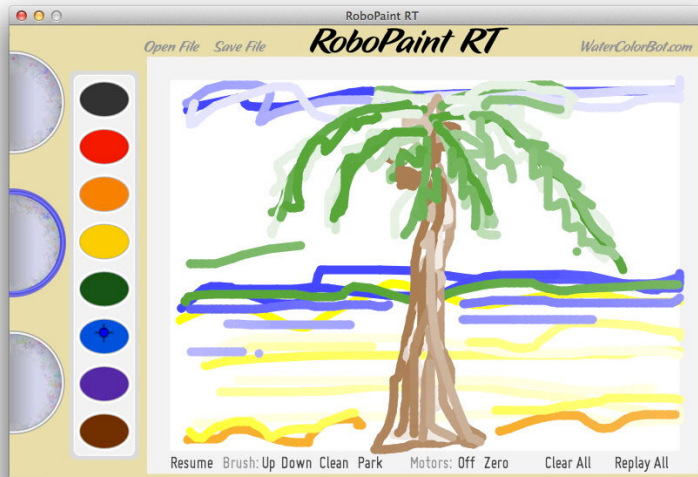 RoboPaint RT
Open File Save File RoboPaint RT WaterColorBot.com
Resume Brush: Up Down Clean Park Motors: Off Zero Clear All Replay All